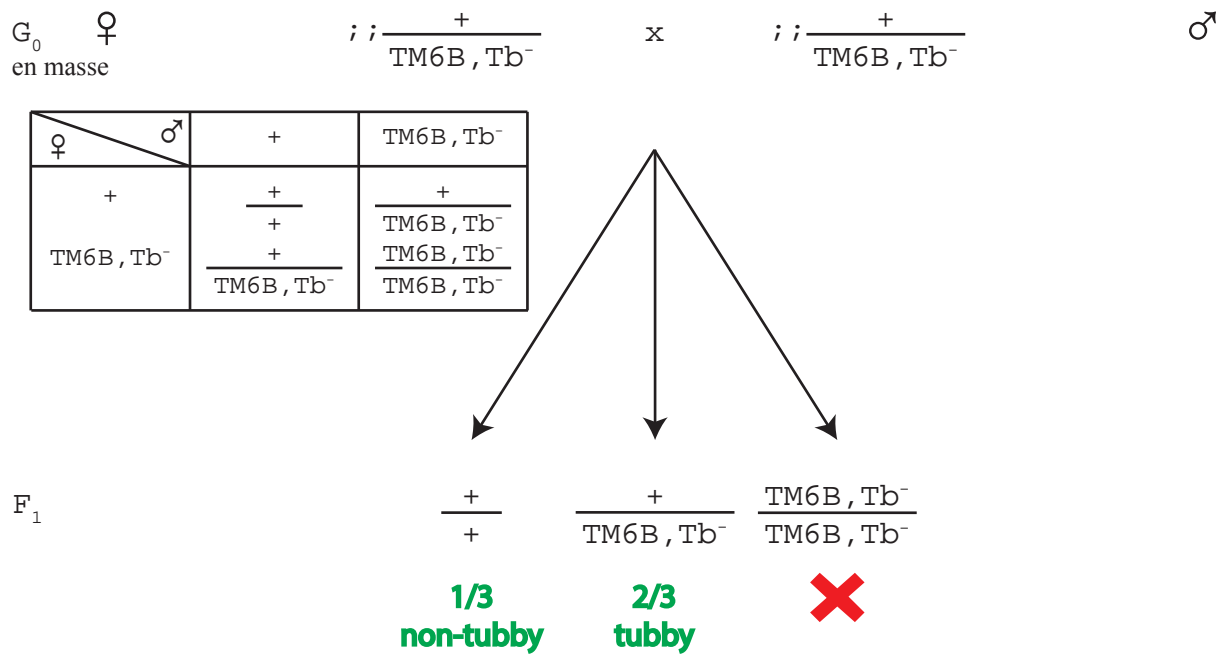 G₀ ♀ ;;+/TM6B,Tb⁻ x ;;+/TM6B,Tb⁻ ♂
en masse
♀ ♂ + TM6B,Tb⁻
+ + +
+ TM6B,Tb⁻
TM6B,Tb⁻ + TM6B,Tb⁻
TM6B,Tb⁻ TM6B,Tb⁻
F₁ + + TM6B,Tb⁻
+ TM6B,Tb⁻ TM6B,Tb⁻
1/3 2/3
non-tubby tubby